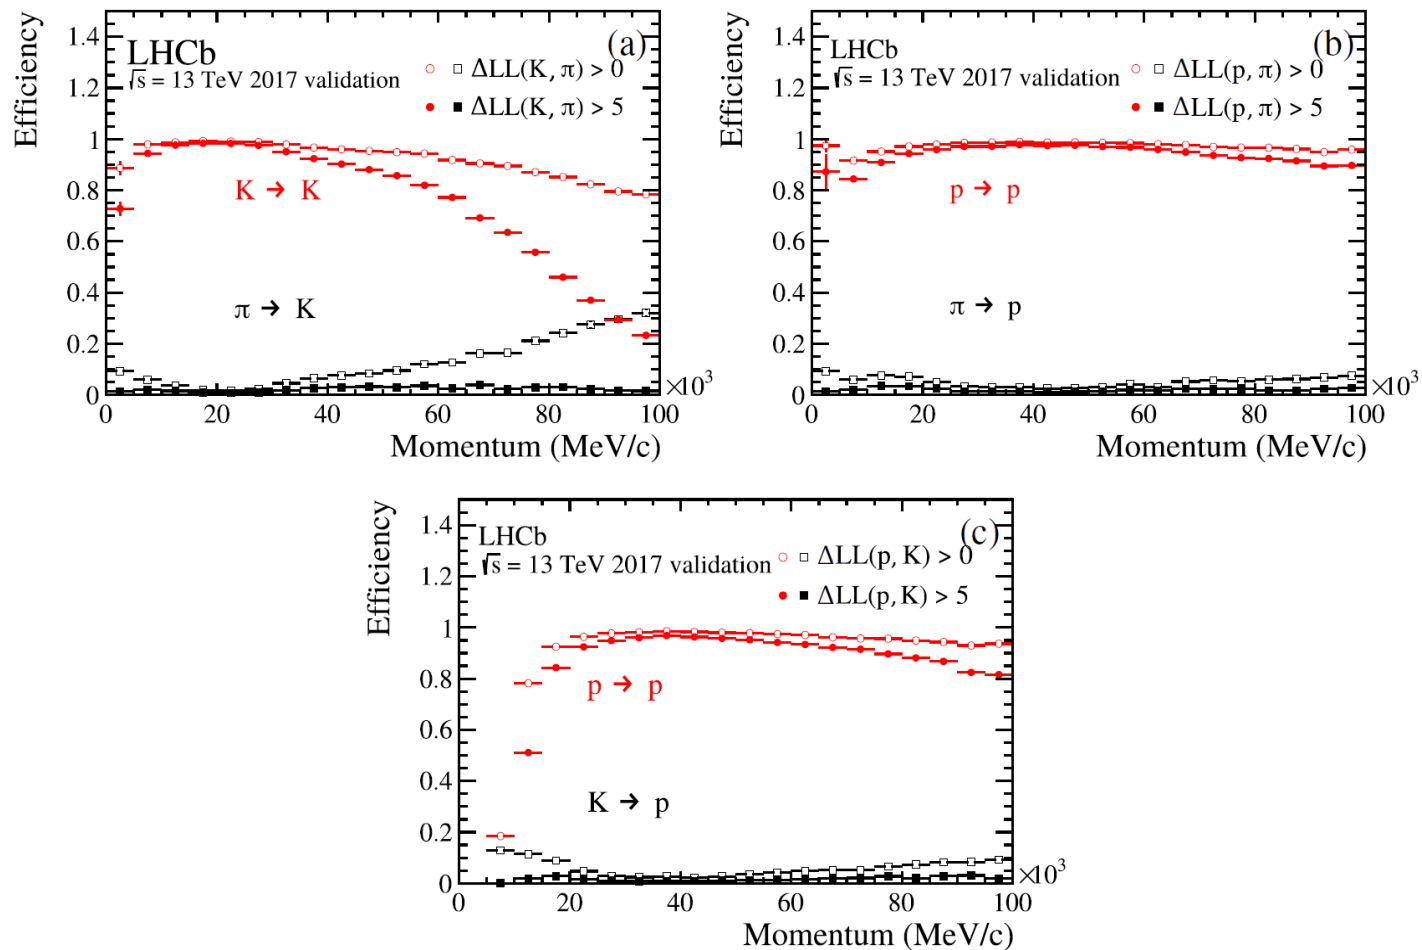 Efficiency
1.4
1.2
1
0.8
0.6
0.4
0.2
0
LHCb
(a)
√s = 13 TeV 2017 validation
ΔLL(K, π) > 0
ΔLL(K, π) > 5
K → K
π → K
0 20 40 60 80 100
×10³
Momentum (MeV/c)
Efficiency
1.4
1.2
1
0.8
0.6
0.4
0.2
0
LHCb
(b)
√s = 13 TeV 2017 validation
ΔLL(p, π) > 0
ΔLL(p, π) > 5
p → p
π → p
0 20 40 60 80 100
×10³
Momentum (MeV/c)
Efficiency
1.4
1.2
1
0.8
0.6
0.4
0.2
0
LHCb
(c)
√s = 13 TeV 2017 validation
ΔLL(p, K) > 0
ΔLL(p, K) > 5
p → p
K → p
0 20 40 60 80 100
×10³
Momentum (MeV/c)